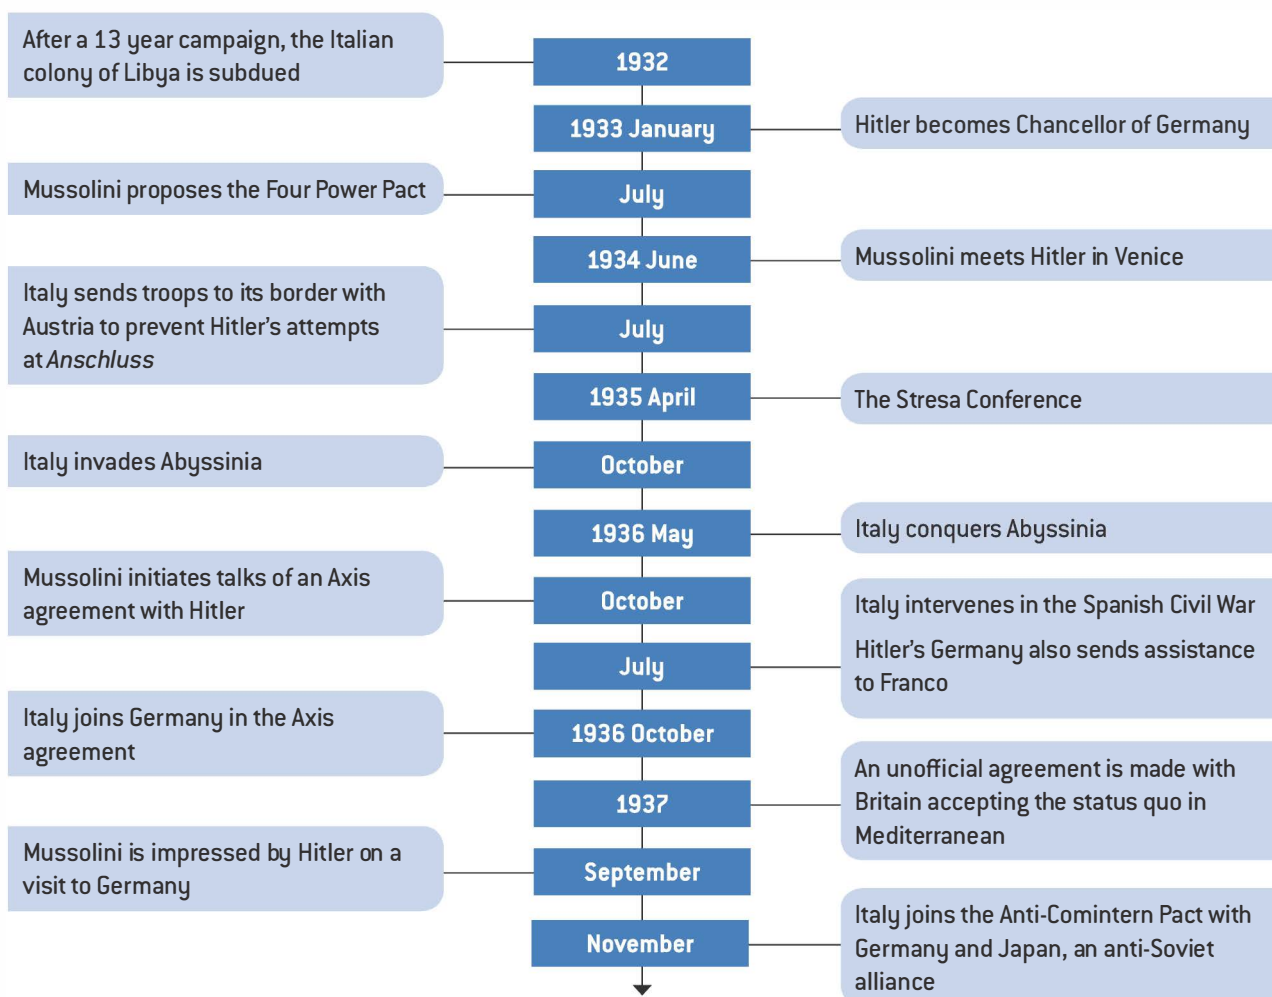 After a 13 year campaign, the Italian
colony of Libya is subdued
1932
1933 January
Hitler becomes Chancellor of Germany
Mussolini proposes the Four Power Pact
July
1934 June
Mussolini meets Hitler in Venice
Italy sends troops to its border with
Austria to prevent Hitler’s attempts
at Anschluss
July
1935 April
The Stresa Conference
Italy invades Abyssinia
October
1936 May
Italy conquers Abyssinia
Mussolini initiates talks of an Axis
agreement with Hitler
October
Italy intervenes in the Spanish Civil War
Hitler’s Germany also sends assistance
to Franco
July
Italy joins Germany in the Axis
agreement
1936 October
An unofficial agreement is made with
Britain accepting the status quo in
Mediterranean
1937
Mussolini is impressed by Hitler on a
visit to Germany
September
November
Italy joins the Anti-Comintern Pact with
Germany and Japan, an anti-Soviet
alliance